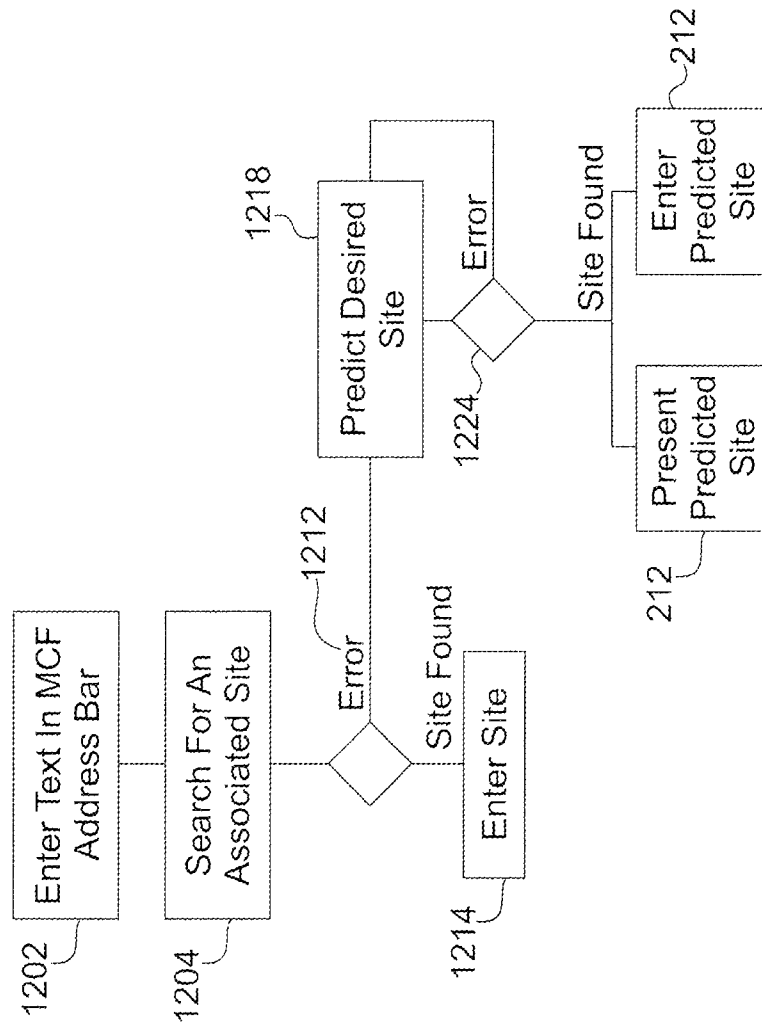 1202
Enter Text In MCF
Address Bar
1204
Search For An
Associated Site
Error
1212
Site Found
1214
Enter Site
1218
Predict Desired
Site
1224
Error
Site Found
212
Present
Predicted
Site
212
Enter
Predicted
Site